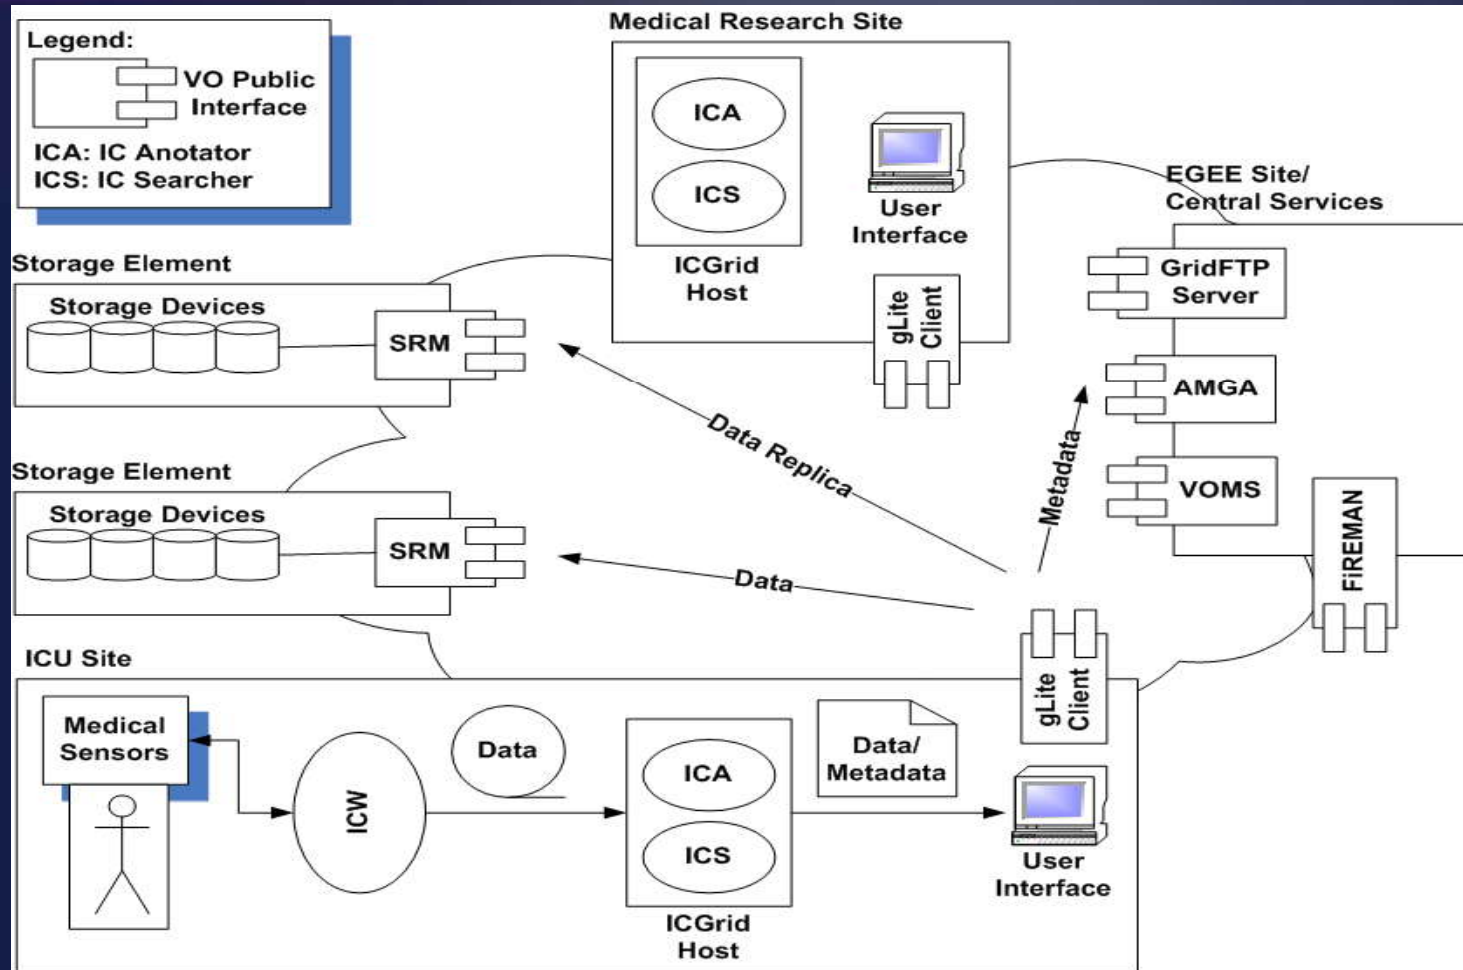 Legend:
VO Public
Interface
ICA: IC Anotator
ICS: IC Searcher
Medical Research Site
ICA
ICS
ICGrid
Host
User
Interface
gLite
Client
EGEE Site/
Central Services
GridFTP
Server
AMGA
VOMS
FiREMAN
Storage Element
Storage Devices
SRM
Storage Element
Storage Devices
SRM
Data Replica
Data
Metadata
ICU Site
Medical
Sensors
ICW
Data
ICA
ICS
ICGrid
Host
Data/
Metadata
gLite
Client
User
Interface